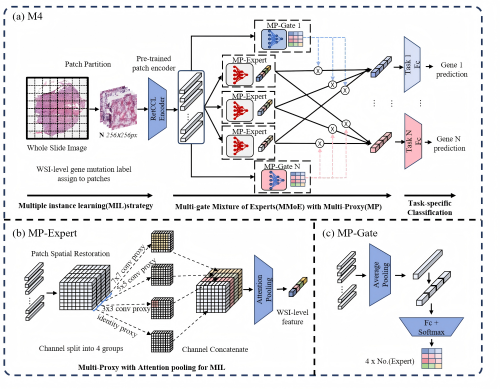 (a) M4
Patch Partition
Pre-trained
patch encoder
RetCCL
Encoder
N 256x256px
Whole Slide Image
WSI-level gene mutation label
assign to patches
MP-Gate 1
MP-Expert
MP-Expert
MP-Expert
MP-Gate N
X
X
X
X
X
X
Task 1
Fc
Gene 1
prediction
Task N
Fc
Gene N
prediction
Multiple instance learning(MIL)strategy
Multi-gate Mixture of Experts(MMoE) with Multi-Proxy(MP)
Task-specific
Classification
(b) MP-Expert
Patch Spatial Restoration
7x7 conv proxy
5x5 conv proxy
3x3 conv proxy
identity proxy
Channel split into 4 groups
Channel Concatenate
Attention
Pooling
WSI-level
feature
Multi-Proxy with Attention pooling for MIL
(c) MP-Gate
Average
Pooling
Fc +
Softmax
4 x No.(Expert)